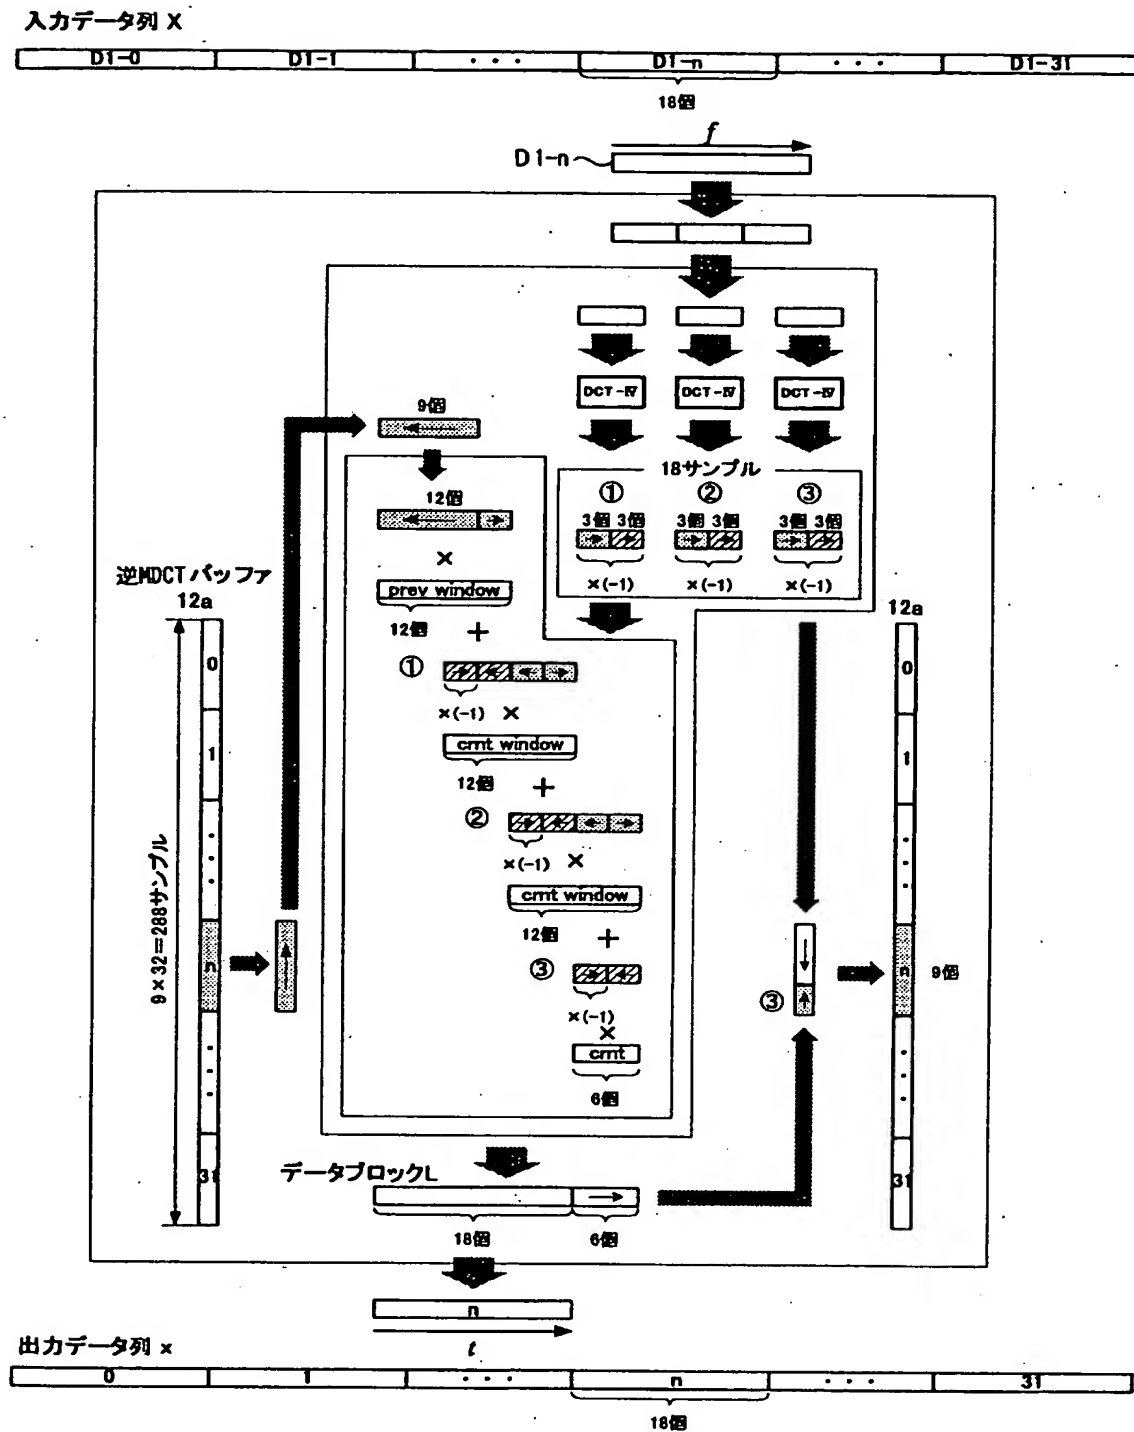 入力データ列 X
D1-0 D1-1 ・・・ D1-n ・・・ D1-31
18個
f
D1-n
DCT-Ⅳ DCT-Ⅳ DCT-Ⅳ
9個
18サンプル
① ② ③
12個
3個 3個 3個 3個 3個 3個
×
×(-1) ×(-1) ×(-1)
逆MDCTバッファ
12a
prev window
12個 +
12a
①
×(-1) ×
crnt window
12個 +
②
×(-1) ×
crnt window
12個 +
③
×(-1)
×
crnt
6個
9×32=288サンプル
0
1
・・・
n
・・・
31
③
0
1
・・・
n
9個
・・・
31
データブロックL
18個 6個
n
t
出力データ列 x
0 1 ・・・ n ・・・ 31
18個